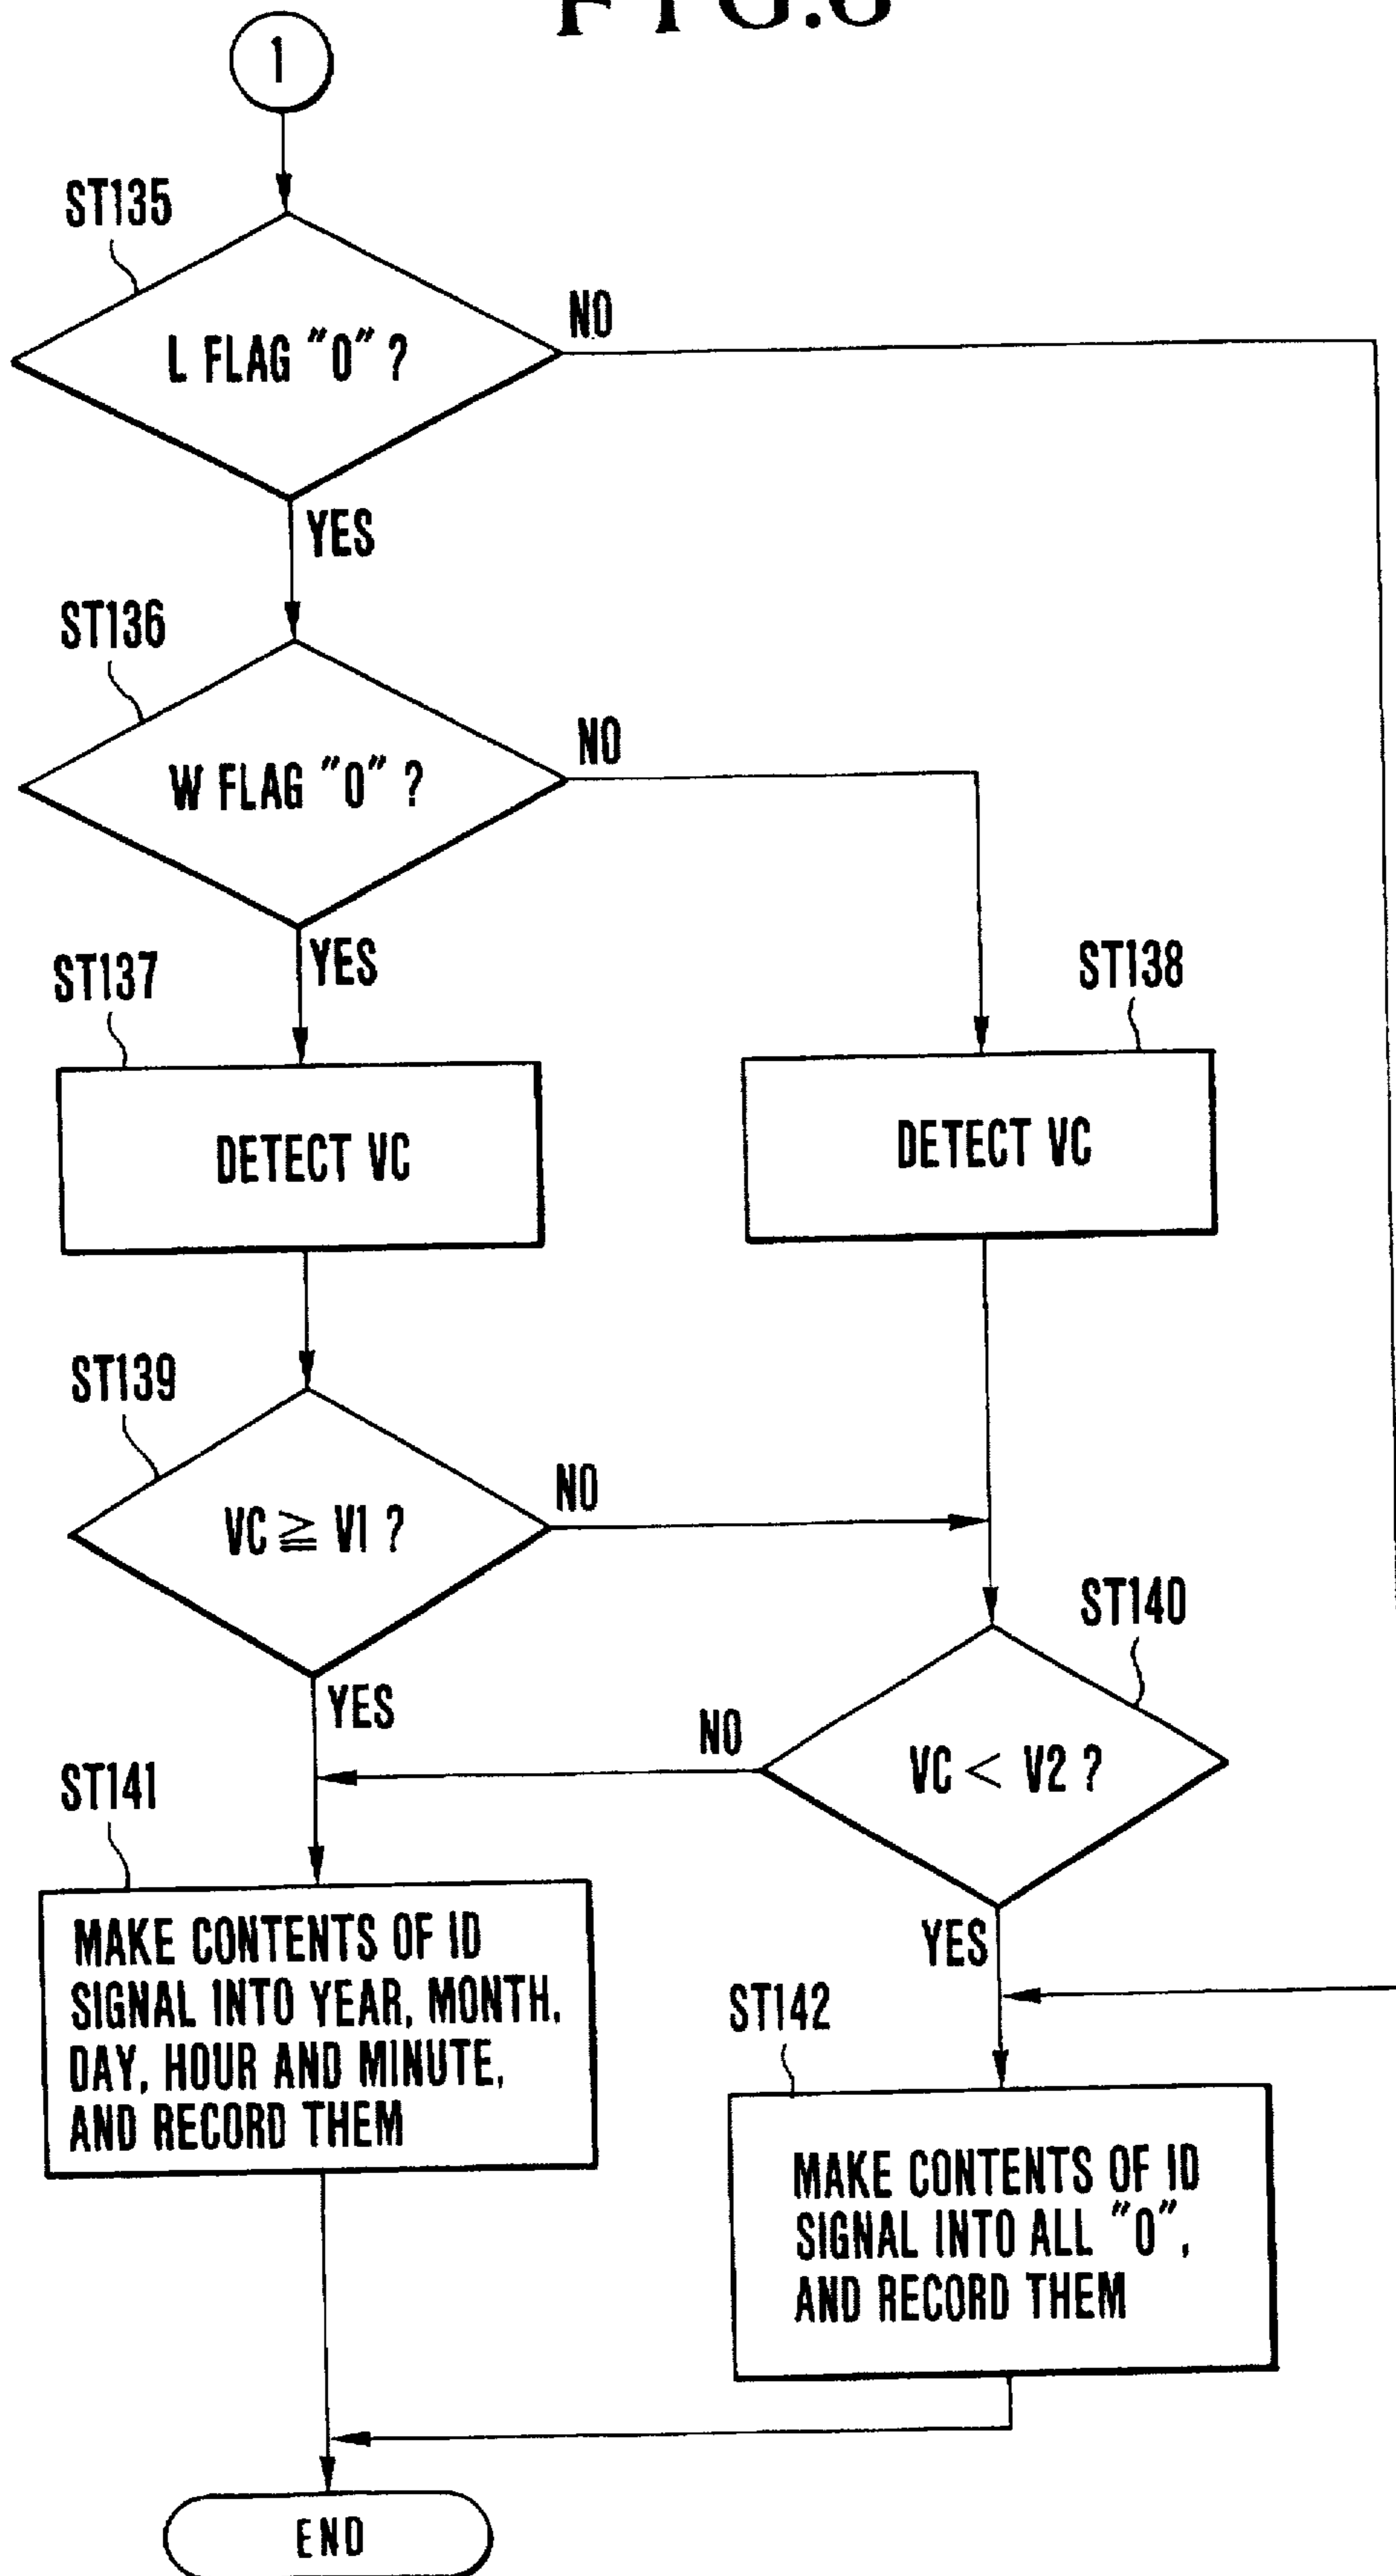 1
ST135
L FLAG "0" ?
NO
YES
ST136
W FLAG "0" ?
NO
YES
ST137
DETECT VC
ST138
DETECT VC
ST139
VC ≧ V1 ?
NO
YES
ST140
VC < V2 ?
NO
YES
ST141
MAKE CONTENTS OF ID
SIGNAL INTO YEAR, MONTH,
DAY, HOUR AND MINUTE,
AND RECORD THEM
ST142
MAKE CONTENTS OF ID
SIGNAL INTO ALL "0",
AND RECORD THEM
END